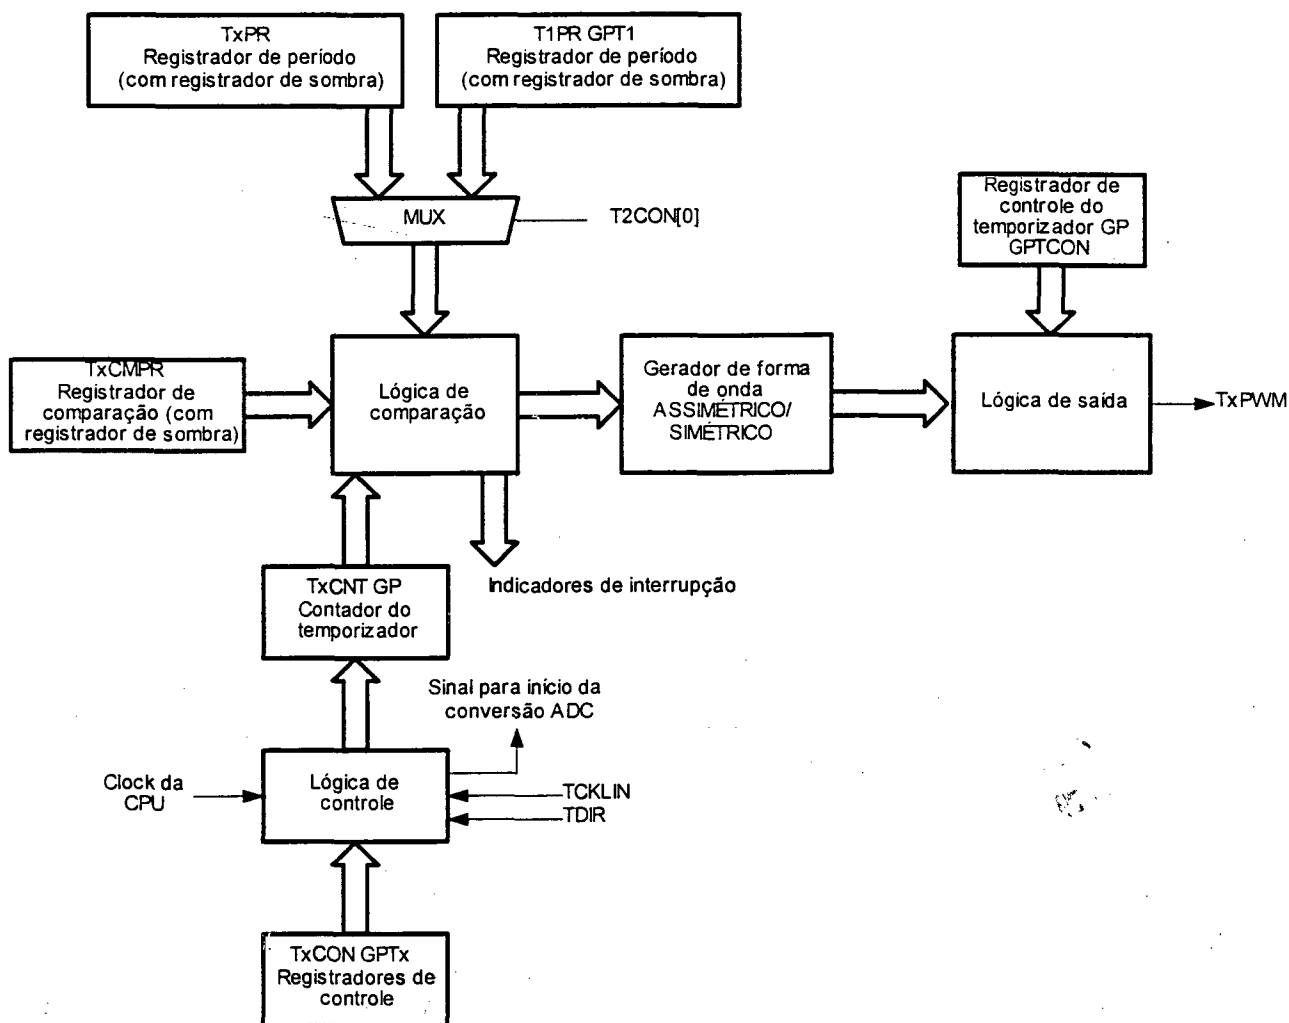 TxPR
Registrador de período
(com registrador de sombra)
T1PR GPT1
Registrador de período
(com registrador de sombra)
MUX
T2CON[0]
Registrador de
controle do
temporizador GP
GPTCON
TxCMPR
Registrador de
comparação (com
registrador de sombra)
Lógica de
comparação
Gerador de forma
de onda
ASSIMÉTRICO/
SIMÉTRICO
Lógica de saída
TxPWM
TxCNT GP
Contador do
temporizador
Indicadores de interrupção
Sinal para início da
conversão ADC
Clock da
CPU
Lógica de
controle
TCKLIN
TDIR
TxCON GPTx
Registradores de
controle